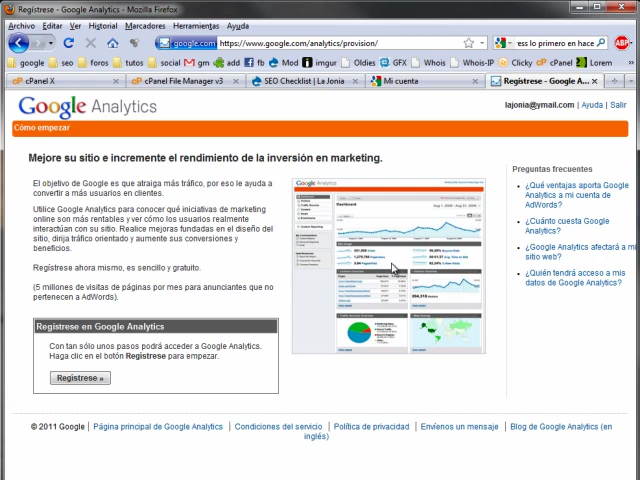 Regístrese - Google Analytics - Mozilla Firefox
Archivo Editar Ver Historial Marcadores Herramientas Ayuda
google.com https://www.google.com/analytics/provision/
ess lo primero en hace
ABP
google seo foros tutos gm add fb Mod imgur Oldies GFX Whois Whois-IP Clicky cPanel Lorem »
cPanel X
cPanel File Manager v3
SEO Checklist | La Jonia
Mi cuenta
Regístrese - Google A...
Google Analytics
lajonia@ymail.com | Ayuda | Salir
Cómo empezar
Mejore su sitio e incremente el rendimiento de la inversión en marketing.
El objetivo de Google es que atraiga más tráfico, por eso le ayuda a
convertir a más usuarios en clientes.
Utilice Google Analytics para conocer qué iniciativas de marketing
online son más rentables y ver cómo los usuarios realmente
interactúan con su sitio. Realice mejoras fundadas en el diseño del
sitio, dirija tráfico orientado y aumente sus conversiones y
beneficios.
Regístrese ahora mismo, es sencillo y gratuito.
(5 millones de visitas de páginas por mes para anunciantes que no
pertenecen a AdWords).
Regístrese en Google Analytics
Con tan sólo unos pasos podrá acceder a Google Analytics.
Haga clic en el botón Regístrese para empezar.
Regístrese »
Google Analytics
Dashboard
Preguntas frecuentes
¿Qué ventajas aporta Google
Analytics a mi cuenta de
AdWords?
¿Cuánto cuesta Google
Analytics?
¿Google Analytics afectará a mi
sitio web?
¿Quién tendrá acceso a mis
datos de Google Analytics?
© 2011 Google | Página principal de Google Analytics | Condiciones del servicio | Política de privacidad | Envíenos un mensaje | Blog de Google Analytics (en
inglés)